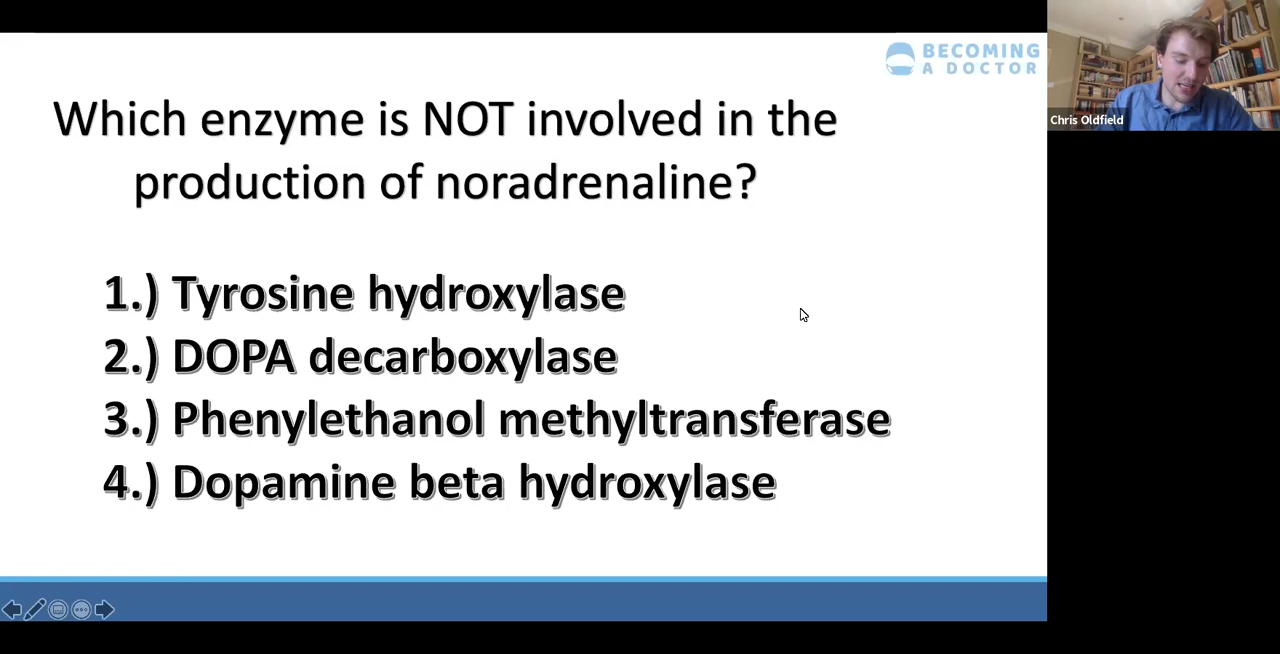 BECOMING
A DOCTOR
Which enzyme is NOT involved in the
production of noradrenaline?
1.) Tyrosine hydroxylase
2.) DOPA decarboxylase
3.) Phenylethanol methyltransferase
4.) Dopamine beta hydroxylase
Chris Oldfield